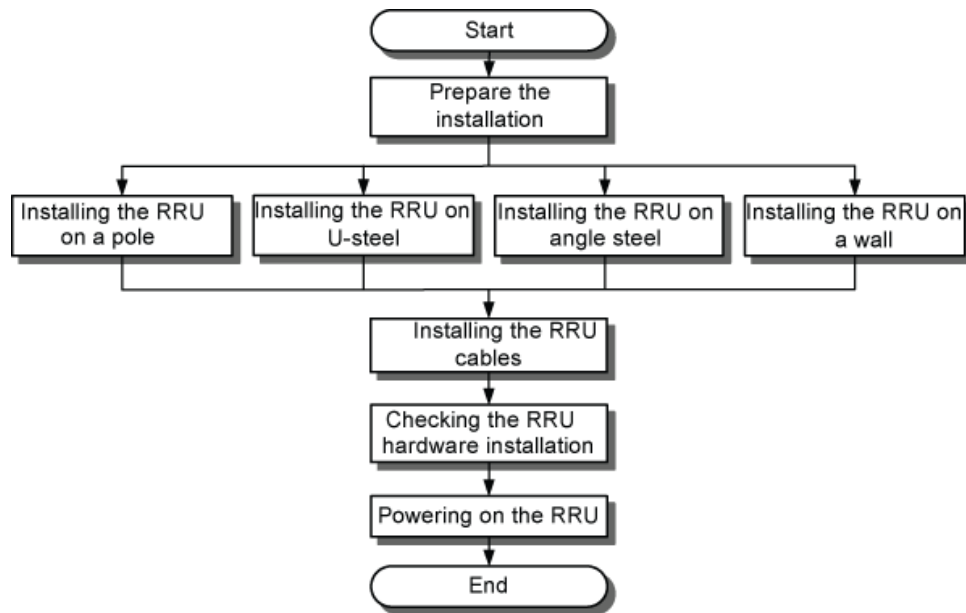 Start
Prepare the
installation
Installing the RRU
on a pole
Installing the RRU on
U-steel
Installing the RRU on
angle steel
Installing the RRU on
a wall
Installing the RRU
cables
Checking the RRU
hardware installation
Powering on the RRU
End